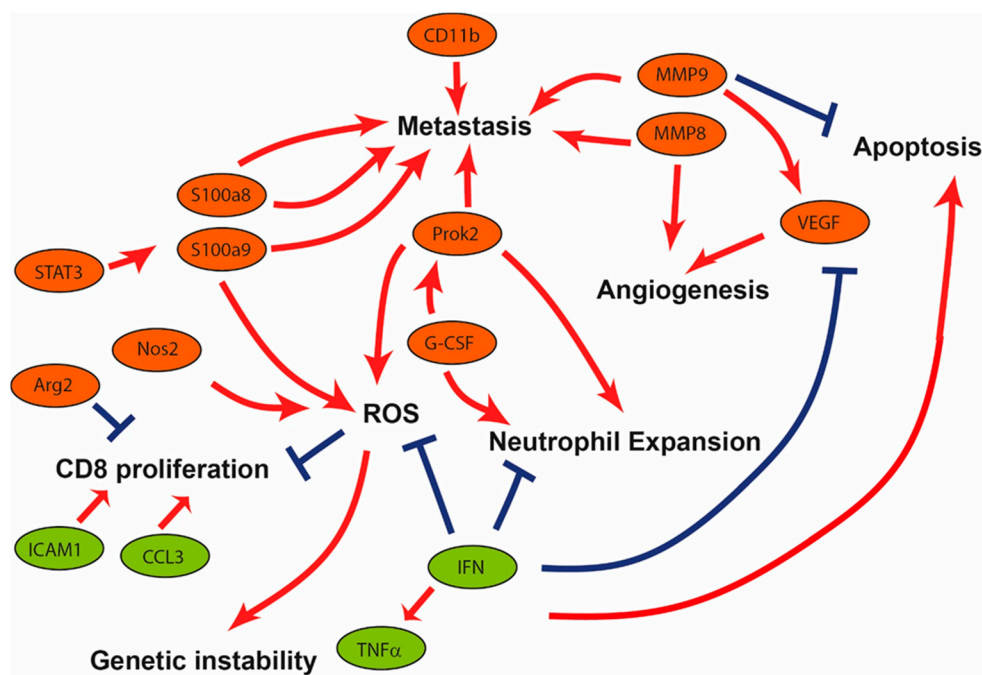 CD11b
MMP9
Metastasis
MMP8
Apoptosis
S100a8
Prok2
VEGF
S100a9
STAT3
Angiogenesis
Nos2
G-CSF
Arg2
ROS
Neutrophil Expansion
CD8 proliferation
ICAM1
CCL3
IFN
TNFα
Genetic instability